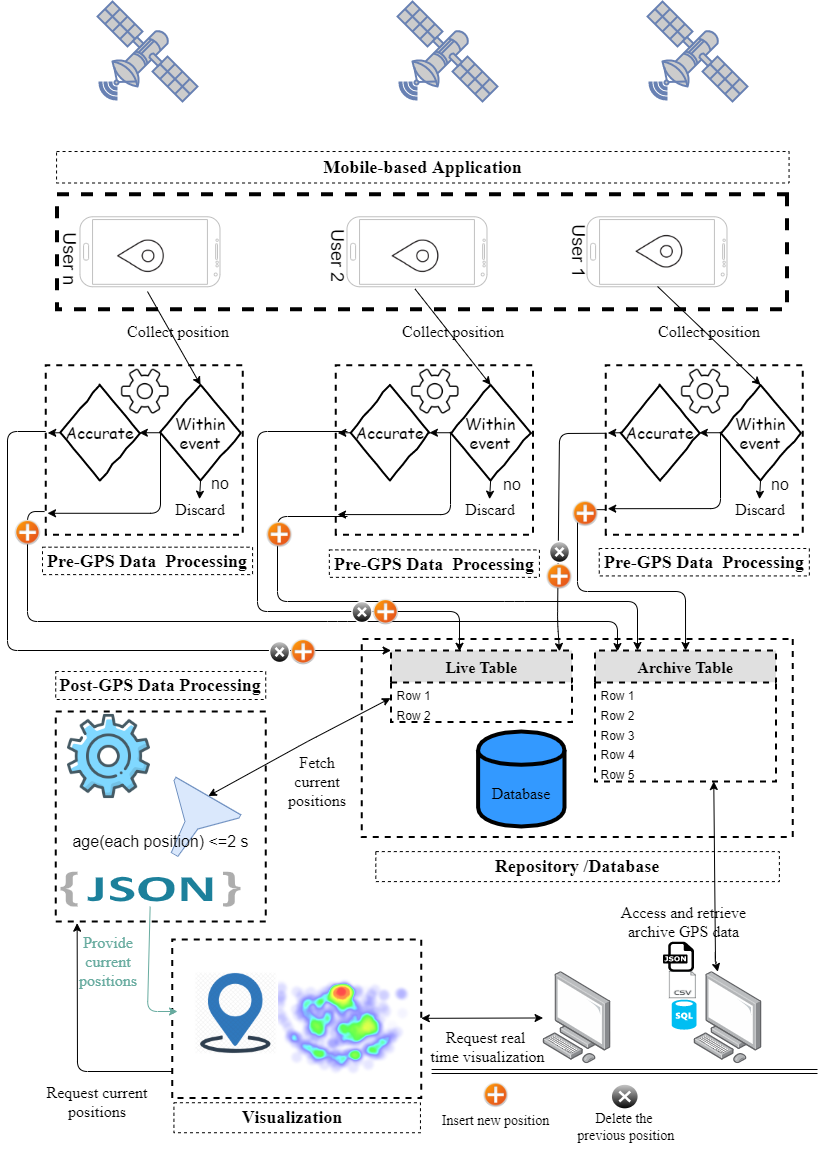 Mobile-based Application
User n
User 2
User 1
Collect position
Collect position
Collect position
Accurate
Within
event
no
Discard
Accurate
Within
event
no
Discard
Accurate
Within
event
no
Discard
Pre-GPS Data  Processing
Pre-GPS Data  Processing
Pre-GPS Data  Processing
Live Table
Row 1
Row 2
Archive Table
Row 1
Row 2
Row 3
Row 4
Row 5
Database
Repository /Database
Post-GPS Data Processing
Fetch
current
positions
age(each position) <=2 s
{JSON}
Provide
current
positions
Request current
positions
Visualization
Request real
time visualization
Access and retrieve
archive GPS data
JSON
CSV
SQL
Insert new position
Delete the
previous position